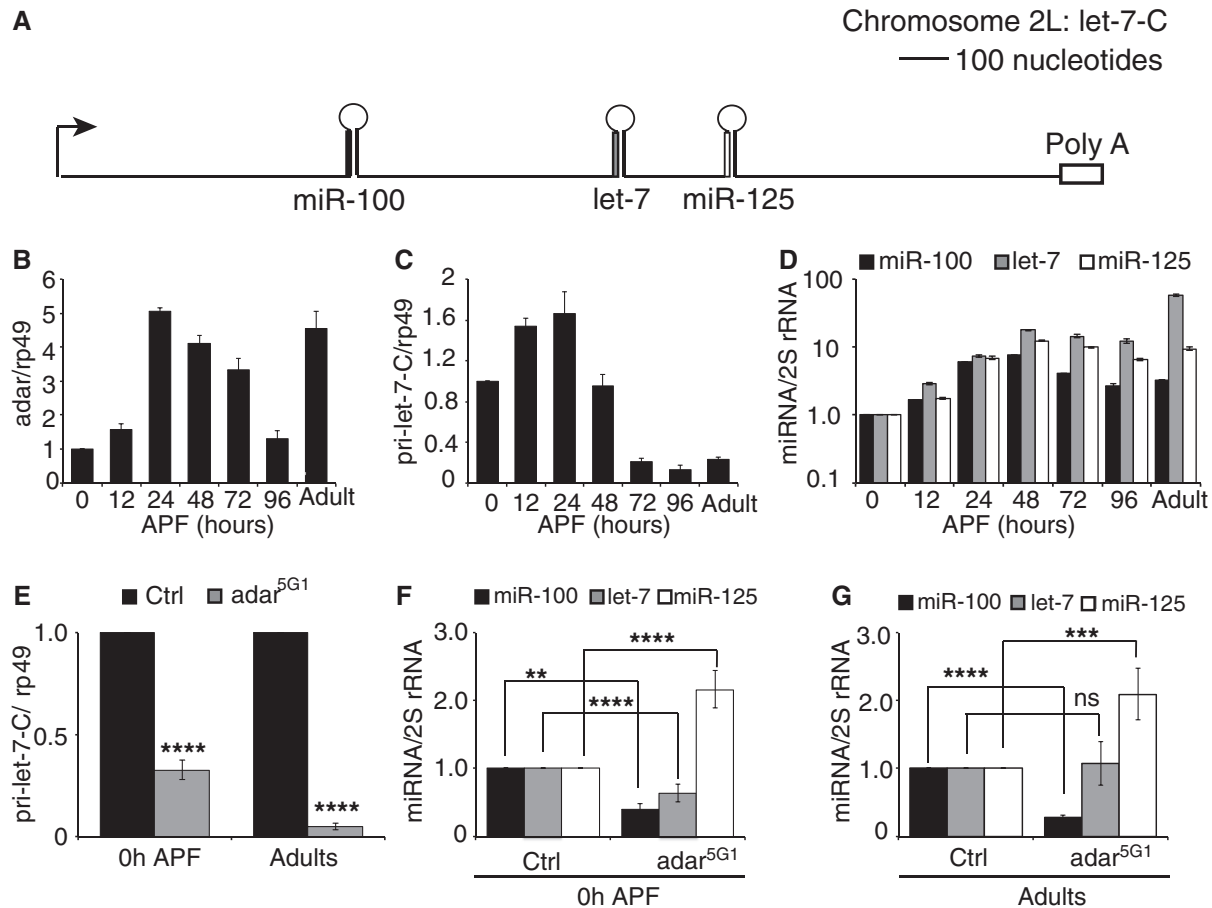 A
Chromosome 2L: let-7-C
100 nucleotides
miR-100
let-7
miR-125
Poly A
B
adar/rp49
6
5
4
3
2
1
0
0 12 24 48 72 96 Adult
APF (hours)
C
pri-let-7-C/rp49
2
1.6
1.2
0.8
0.4
0
0 12 24 48 72 96 Adult
APF (hours)
D
miR-100 let-7 miR-125
miRNA/2S rRNA
100
10
1.0
0.1
0 12 24 48 72 96 Adult
APF (hours)
E
Ctrl adar5G1
pri-let-7-C/ rp49
1.0
0.5
0
****
****
0h APF Adults
F
miR-100 let-7 miR-125
miRNA/2S rRNA
3.0
2.0
1.0
0
****
**
****
Ctrl adar5G1
0h APF
G
miR-100 let-7 miR-125
miRNA/2S rRNA
3.0
2.0
1.0
0
***
****
ns
Ctrl adar5G1
Adults